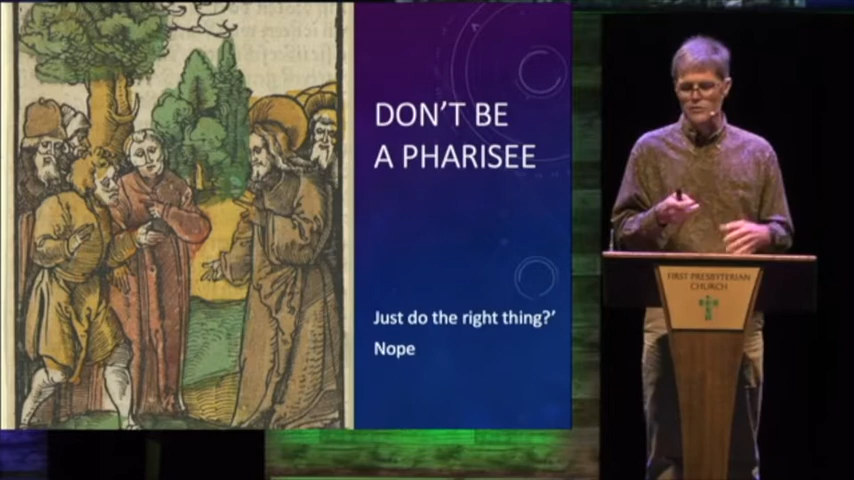 DON'T BE
A PHARISEE
Just do the right thing?'
Nope
FIRST PRESBYTERIAN
CHURCH